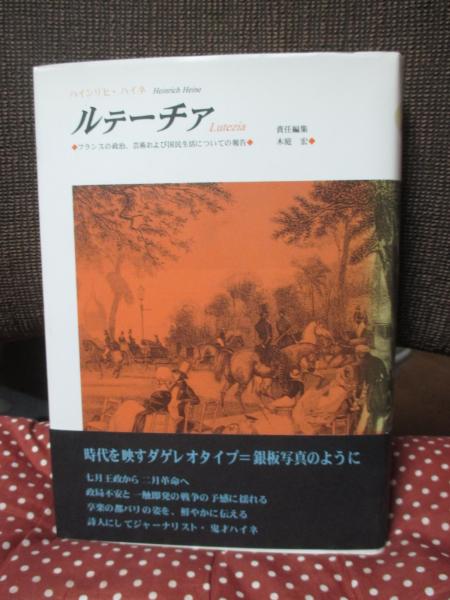 ハインリヒ・ハイネ Heinrich Heine
ルテーチア Lutezia
◆フランスの政治、芸術および国民生活についての報告◆
責任編集
木庭 宏◆
時代を映すダゲレオタイプ=銀板写真のように
七月王政から二月革命へ
政局不安と一触即発の戦争の予感に揺れる
享楽の都パリの姿を、鮮やかに伝える
詩人にしてジャーナリスト・鬼才ハイネ